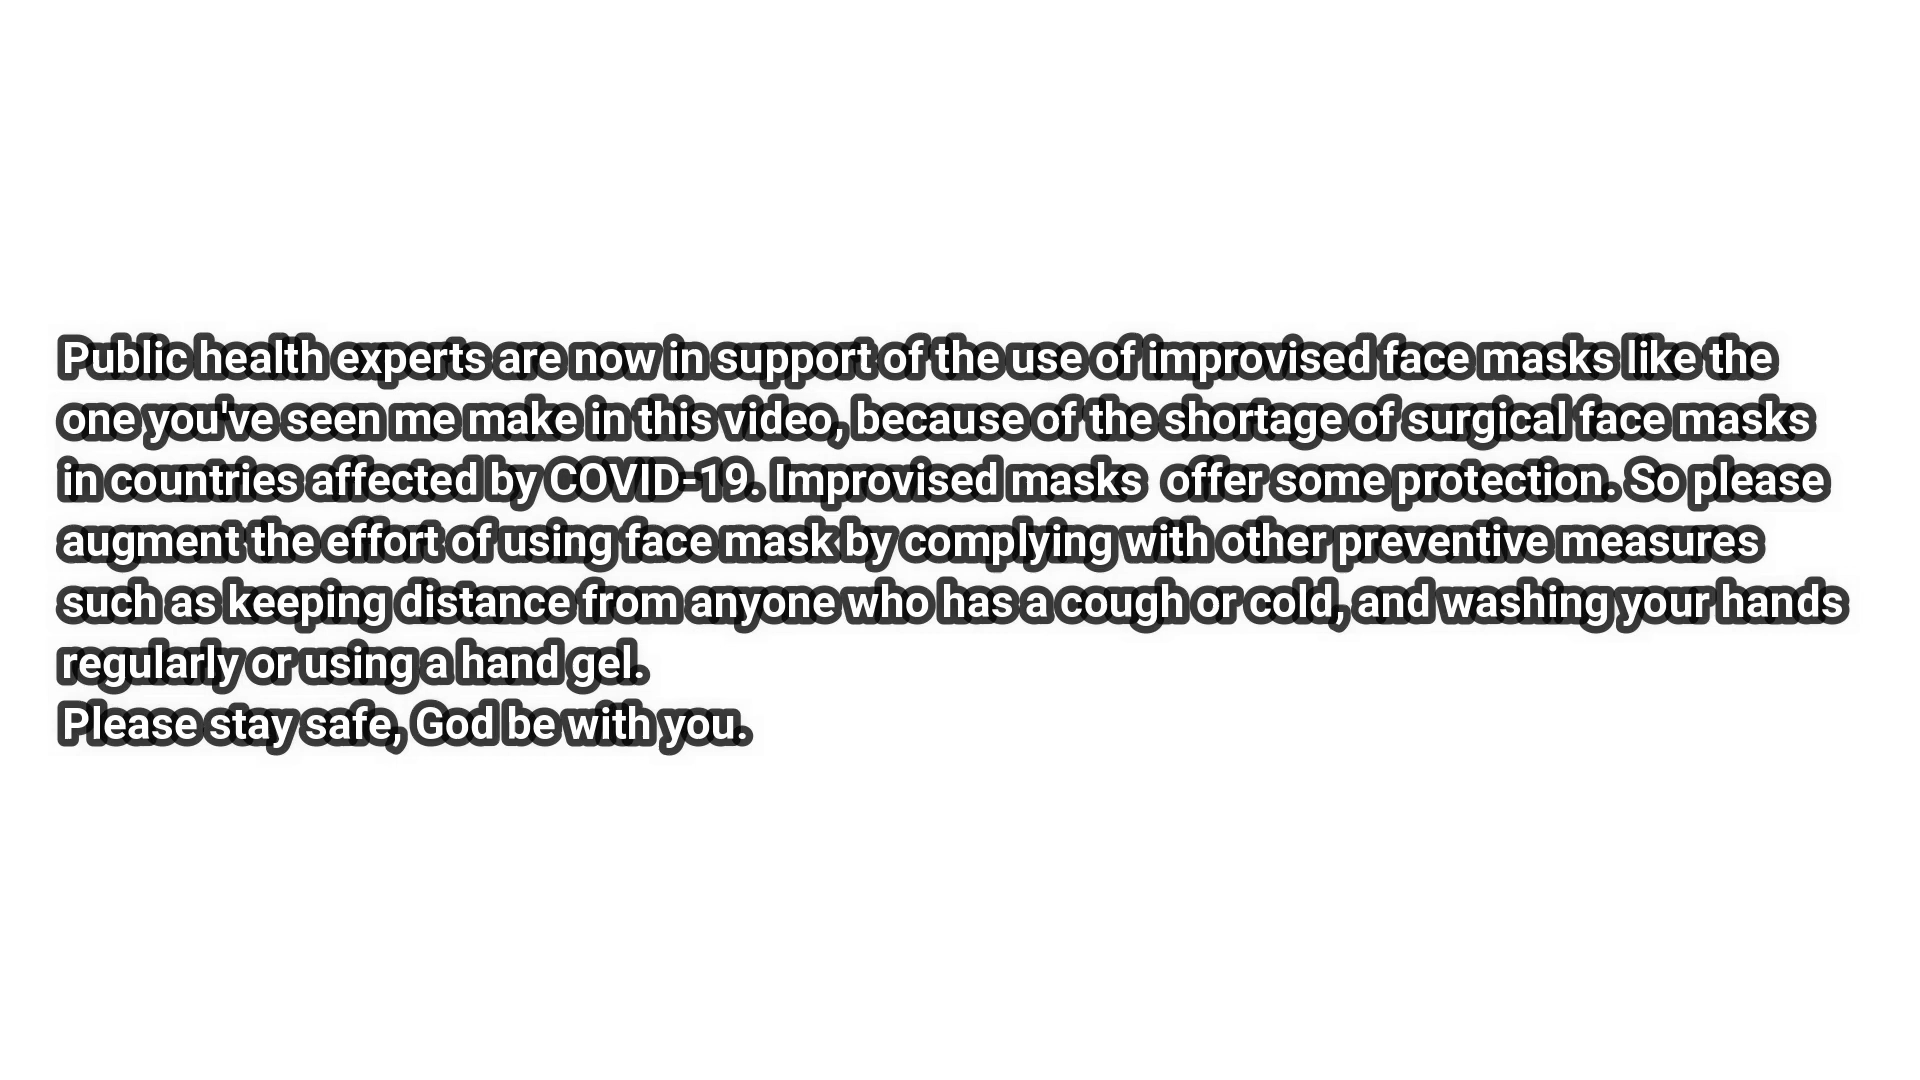 Public health experts are now in support of the use of improvised face masks like the
one you've seen me make in this video, because of the shortage of surgical face masks
in countries affected by COVID-19. Improvised masks  offer some protection. So please
augment the effort of using face mask by complying with other preventive measures
such as keeping distance from anyone who has a cough or cold, and washing your hands
regularly or using a hand gel.
Please stay safe, God be with you.